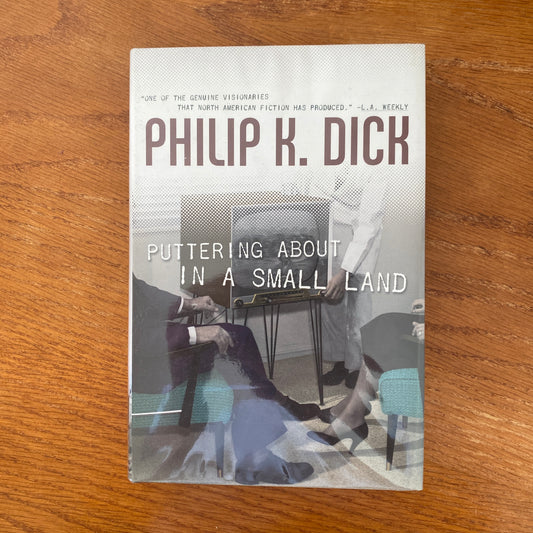 "ONE OF THE GENUINE VISIONARIES
THAT NORTH AMERICAN FICTION HAS PRODUCED." –L.A. WEEKLY
PHILIP K. DICK
PUTTERING ABOUT
IN A SMALL LAND